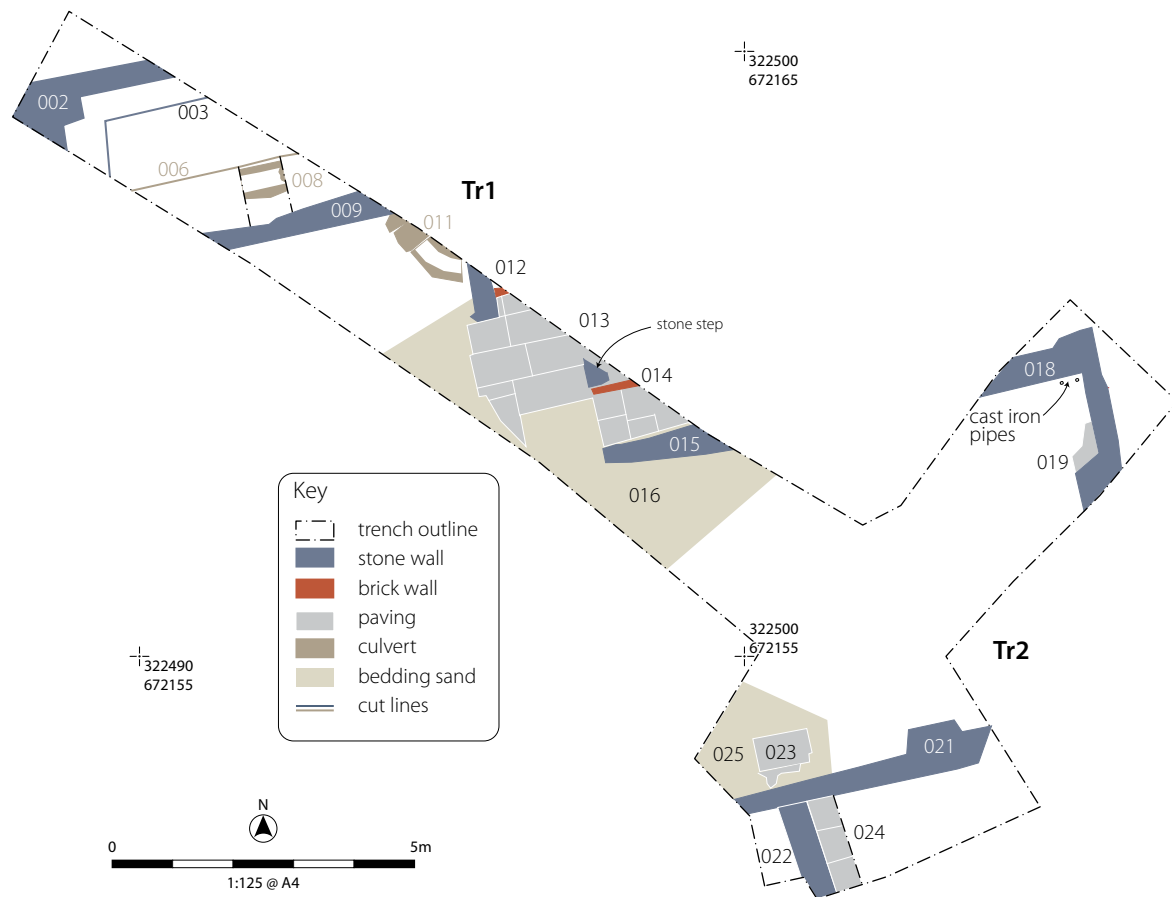 322500
672165
002
003
006
008
Tr1
009
011
012
013
stone step
014
015
016
018
cast iron
pipes
019
Key
trench outline
stone wall
brick wall
paving
culvert
bedding sand
cut lines
322490
672155
322500
672155
Tr2
021
023
025
024
022
N
0
5m
1:125 @ A4